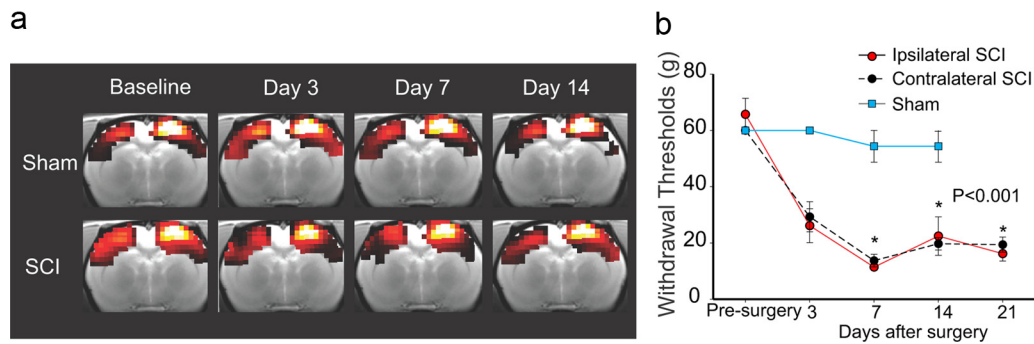 a
Baseline Day 3 Day 7 Day 14
Sham
SCI
b
Ipsilateral SCI
Contralateral SCI
Sham
Withdrawal Thresholds (g)
80
60
40
20
0
* * *
P<0.001
Pre-surgery 3 7 14 21
Days after surgery